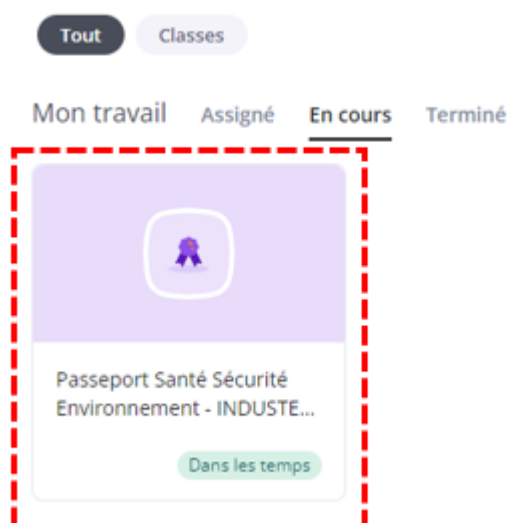 Tout Classes
Mon travail Assigné En cours Terminé
Passeport Santé Sécurité
Environnement - INDUSTE...
Dans les temps